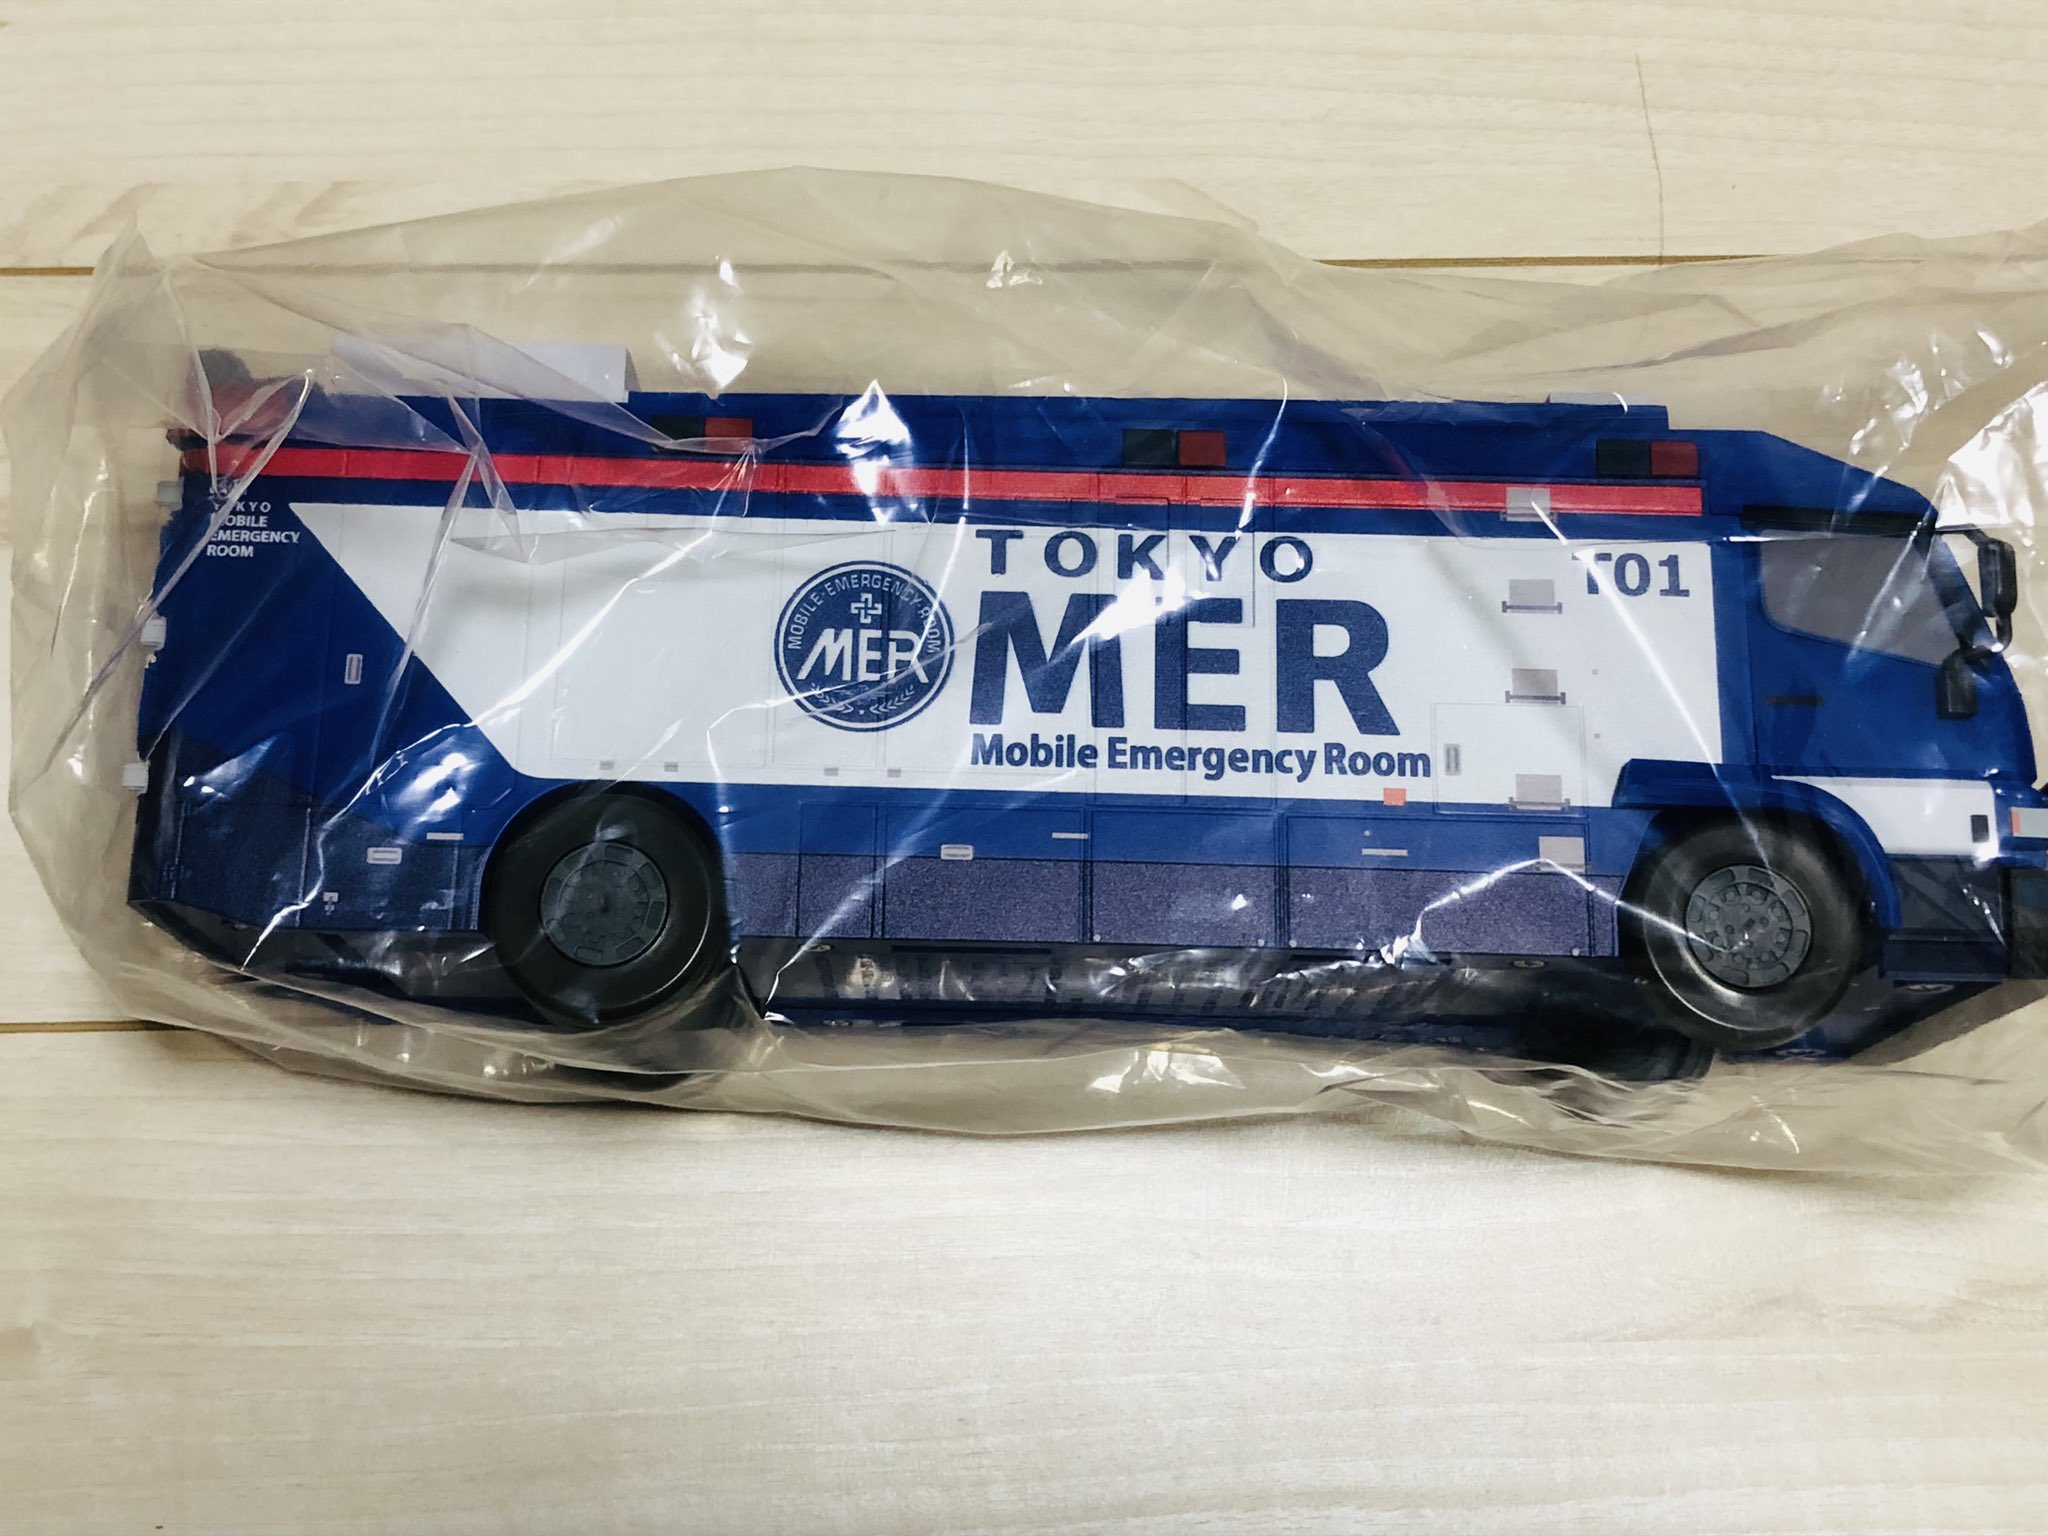 TOKYO
MOBILE
EMERGENCY
ROOM
MOBILE·EMERGENCY·ROOM
MER
TOKYO
MER
Mobile Emergency Room
T01